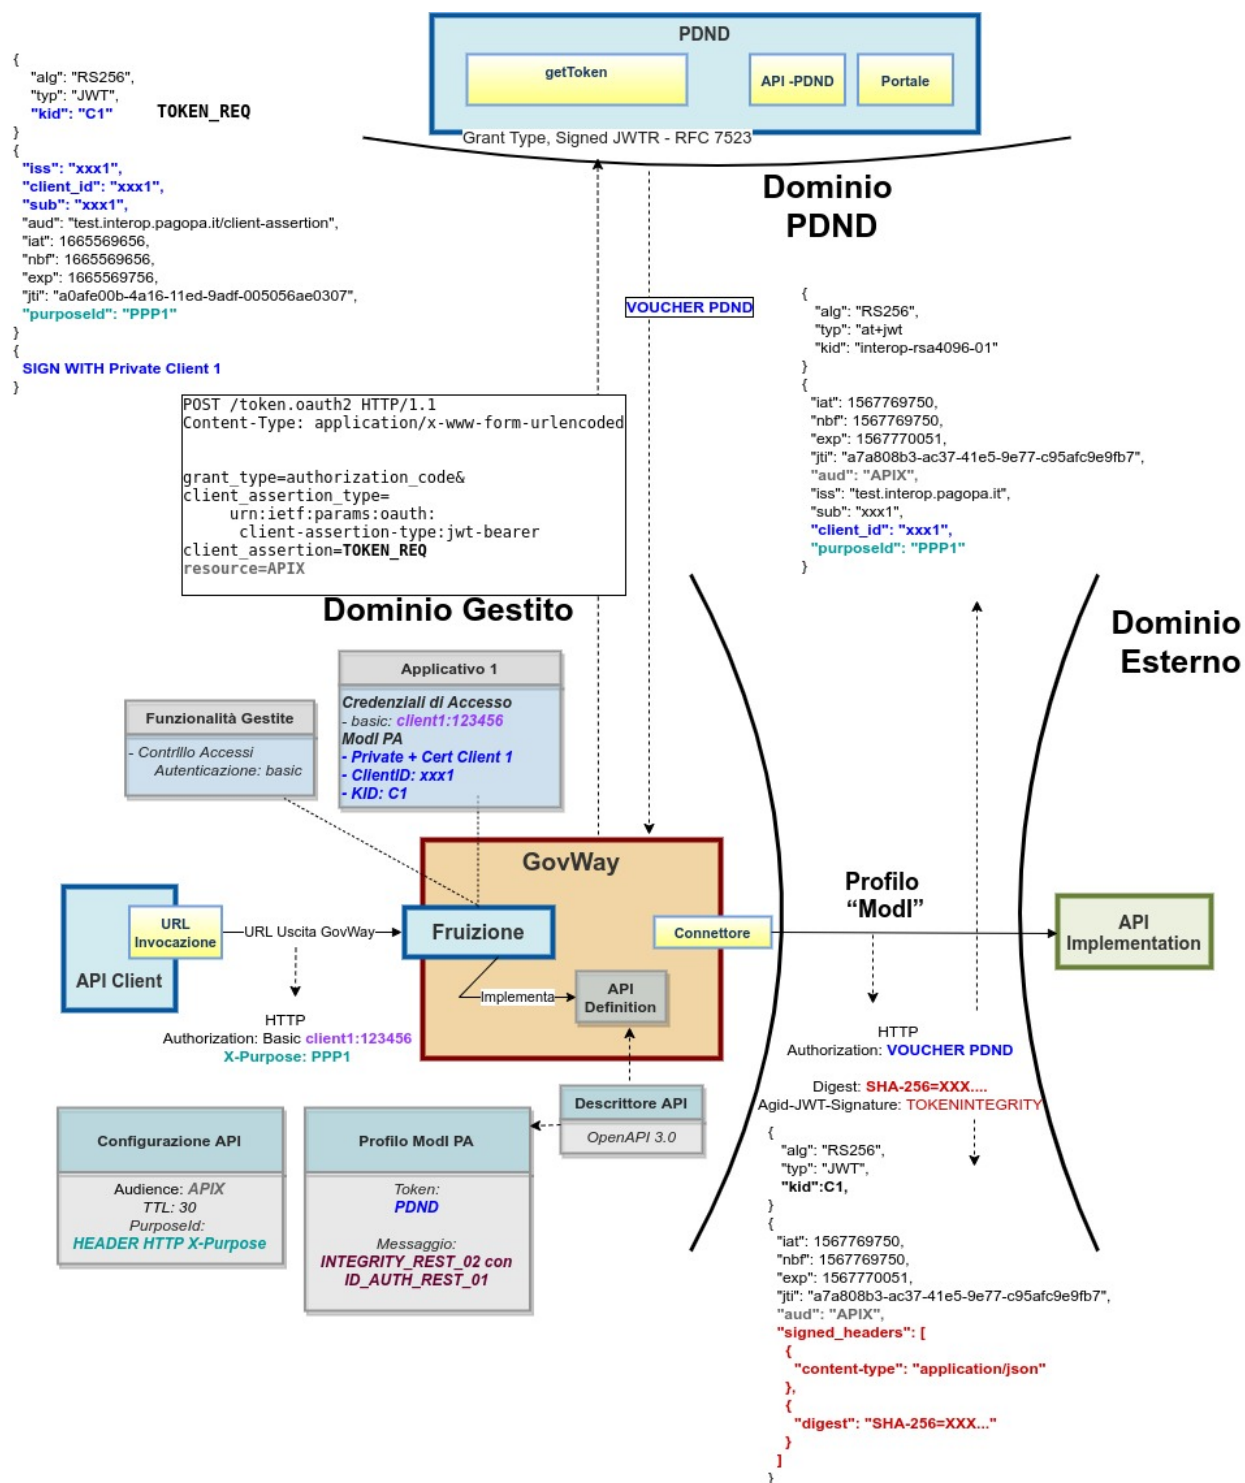 PDND
getToken
API -PDND
Portale
Grant Type, Signed JWTR - RFC 7523
{
"alg": "RS256",
"typ": "JWT",
"kid": "C1"
TOKEN_REQ
}
{
"iss": "xxx1",
"client_id": "xxx1",
"sub": "xxx1",
"aud": "test.interop.pagopa.it/client-assertion",
"iat": 1665569656,
"nbf": 1665569656,
"exp": 1665569756,
"jti": "a0afe00b-4a16-11ed-9adf-005056ae0307",
"purposeId": "PPP1"
}
{
SIGN WITH Private Client 1
}
Dominio
PDND
VOUCHER PDND
{
"alg": "RS256",
"typ": "at+jwt
"kid": "interop-rsa4096-01"
}
{
"iat": 1567769750,
"nbf": 1567769750,
"exp": 1567770051,
"jti": "a7a808b3-ac37-41e5-9e77-c95afc9e9fb7",
"aud": "APIX",
"iss": "test.interop.pagopa.it",
"sub": "xxx1",
"client_id": "xxx1",
"purposeId": "PPP1"
}
POST /token.oauth2 HTTP/1.1
Content-Type: application/x-www-form-urlencoded
grant_type=authorization_code&
client_assertion_type=
urn:ietf:params:oauth:
client-assertion-type:jwt-bearer
client_assertion=TOKEN_REQ
resource=APIX
Dominio Gestito
Dominio
Esterno
Applicativo 1
Credenziali di Accesso
- basic: client1:123456
ModI PA
- Private + Cert Client 1
- ClientID: xxx1
- KID: C1
Funzionalità Gestite
- Contrllo Accessi
Autenticazione: basic
GovWay
URL
Invocazione
API Client
URL Uscita GovWay
Fruizione
Implementa
API
Definition
Connettore
Profilo
“ModI”
API
Implementation
HTTP
Authorization: Basic client1:123456
X-Purpose: PPP1
HTTP
Authorization: VOUCHER PDND
Digest: SHA-256=XXX....
Agid-JWT-Signature: TOKENINTEGRITY
Configurazione API
Audience: APIX
TTL: 30
PurposeId:
HEADER HTTP X-Purpose
Profilo ModI PA
Token:
PDND
Messaggio:
INTEGRITY_REST_02 con
ID_AUTH_REST_01
Descrittore API
OpenAPI 3.0
{
"alg": "RS256",
"typ": "JWT",
"kid":C1,
}
{
"iat": 1567769750,
"nbf": 1567769750,
"exp": 1567770051,
"jti": "a7a808b3-ac37-41e5-9e77-c95afc9e9fb7",
"aud": "APIX",
"signed_headers": [
{
"content-type": "application/json"
},
{
"digest": "SHA-256=XXX..."
}
]
}